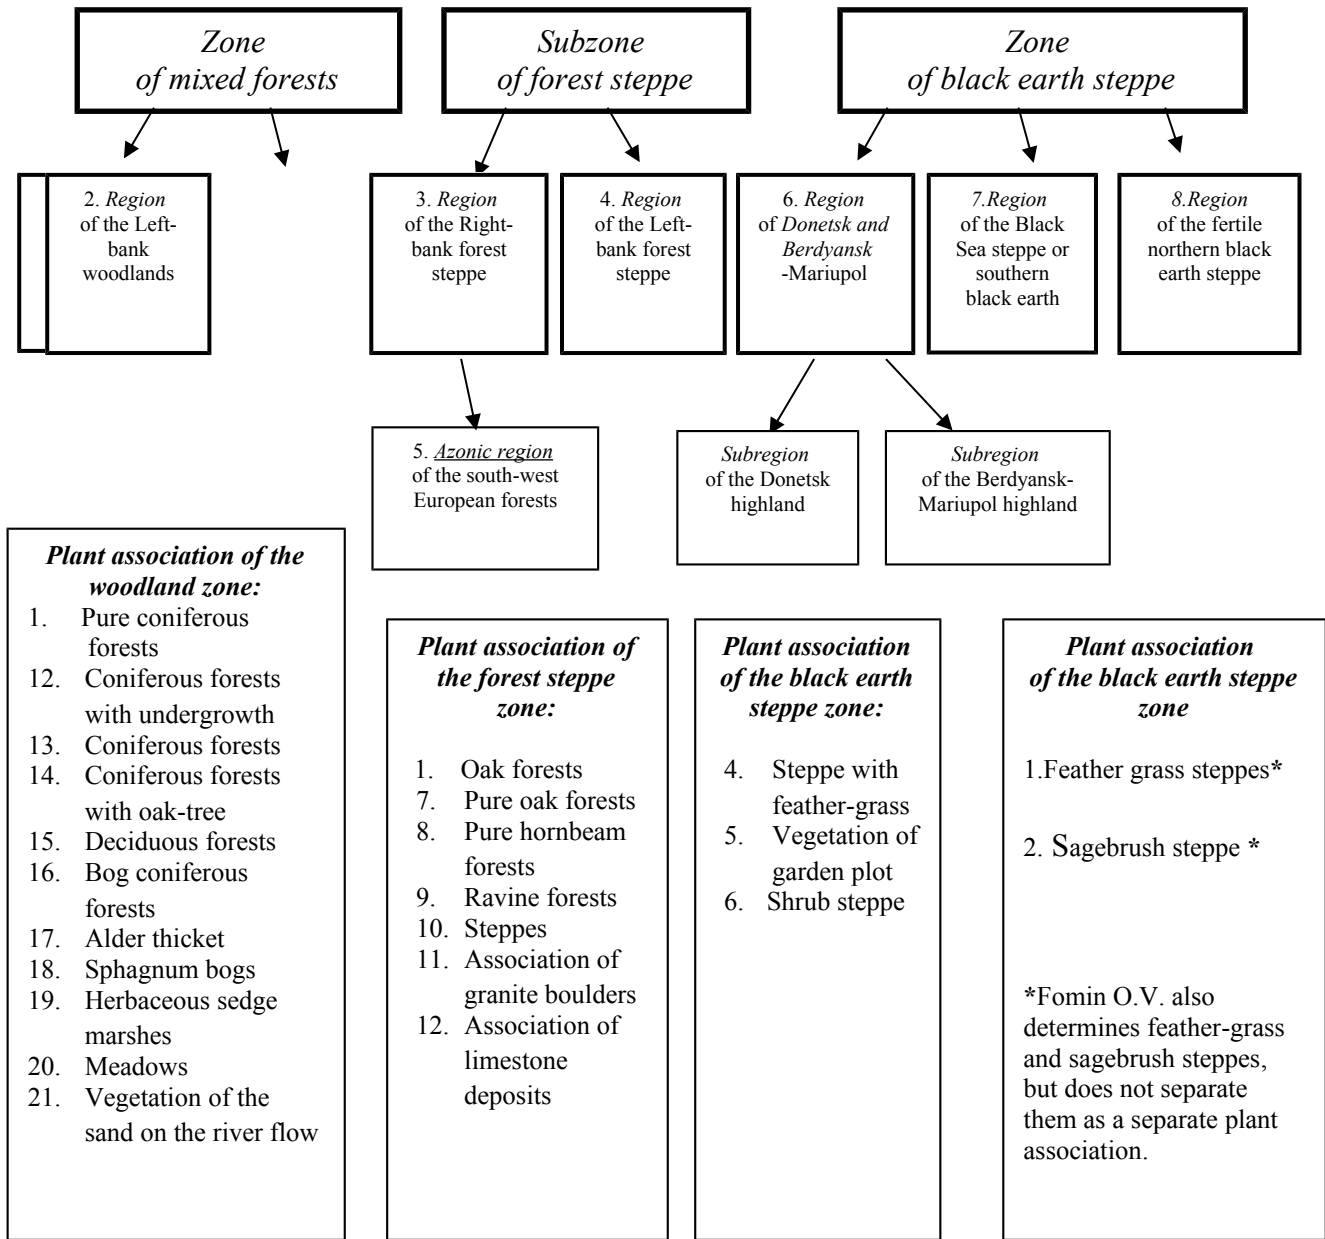 Zone
of mixed forests
Subzone
of forest steppe
Zone
of black earth steppe
2. Region
of the Left-
bank
woodlands
3. Region
of the Right-
bank forest
steppe
4. Region
of the Left-
bank forest
steppe
6. Region
of Donetsk and
Berdyansk
-Mariupol
7.Region
of the Black
Sea steppe or
southern
black earth
8.Region
of the fertile
northern black
earth steppe
5. Azonic region
of the south-west
European forests
Subregion
of the Donetsk
highland
Subregion
of the Berdyansk-
Mariupol highland
Plant association of the
woodland zone:
1. Pure coniferous
forests
12. Coniferous forests
with undergrowth
13. Coniferous forests
14. Coniferous forests
with oak-tree
15. Deciduous forests
16. Bog coniferous
forests
17. Alder thicket
18. Sphagnum bogs
19. Herbaceous sedge
marshes
20. Meadows
21. Vegetation of the
sand on the river flow
Plant association of
the forest steppe
zone:
1. Oak forests
7. Pure oak forests
8. Pure hornbeam
forests
9. Ravine forests
10. Steppes
11. Association of
granite boulders
12. Association of
limestone
deposits
Plant association
of the black earth
steppe zone:
4. Steppe with
feather-grass
5. Vegetation of
garden plot
6. Shrub steppe
Plant association
of the black earth steppe
zone
1.Feather grass steppes*
2. Sagebrush steppe *
*Fomin O.V. also
determines feather-grass
and sagebrush steppes,
but does not separate
them as a separate plant
association.